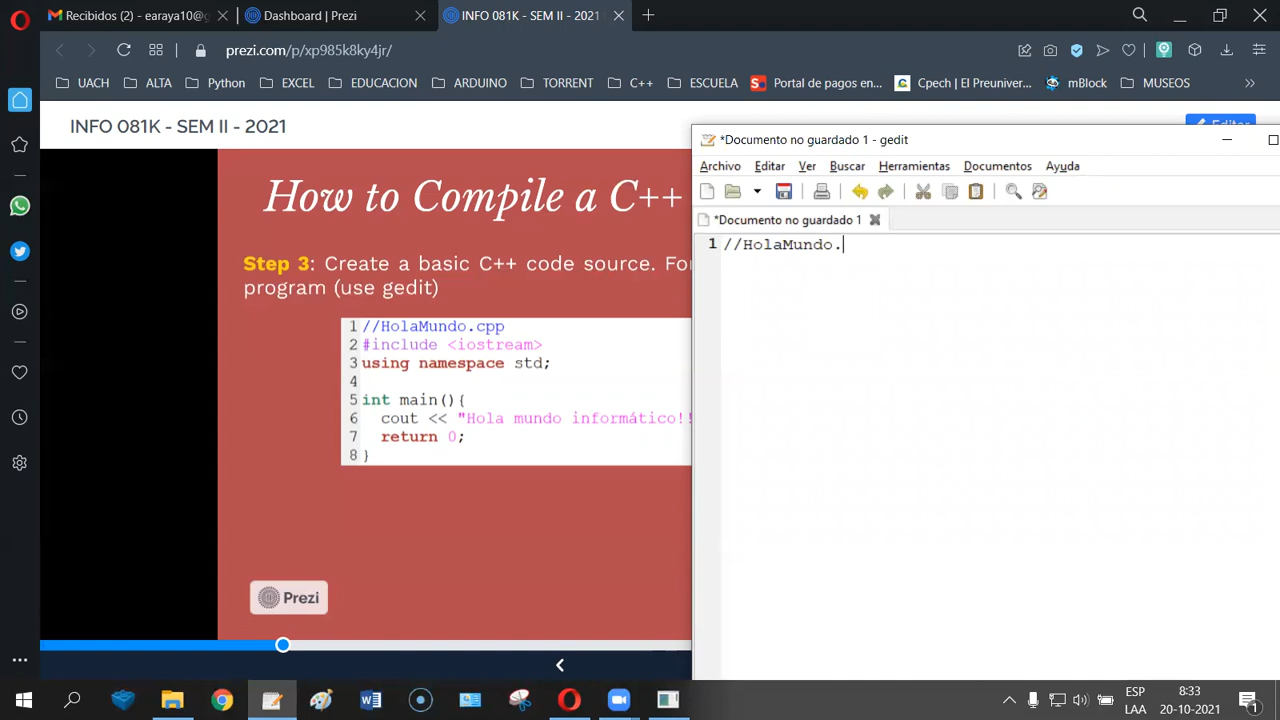 Recibidos (2) - earaya10@g
Dashboard | Prezi
INFO 081K - SEM II - 2021
prezi.com/p/xp985k8ky4jr/
UACH
ALTA
Python
EXCEL
EDUCACION
ARDUINO
TORRENT
C++
ESCUELA
Portal de pagos en...
Cpech | El Preuniver...
mBlock
MUSEOS
INFO 081K - SEM II - 2021
Editar
How to Compile a C++
Step 3: Create a basic C++ code source. For
program (use gedit)
1 //HolaMundo.cpp
2 #include <iostream>
3 using namespace std;
4
5 int main(){
6 cout << "Hola mundo informático!!
7 return 0;
8 }
Prezi
*Documento no guardado 1 - gedit
Archivo Editar Ver Buscar Herramientas Documentos Ayuda
*Documento no guardado 1
1 //HolaMundo.
ESP
LAA
8:33
20-10-2021
1